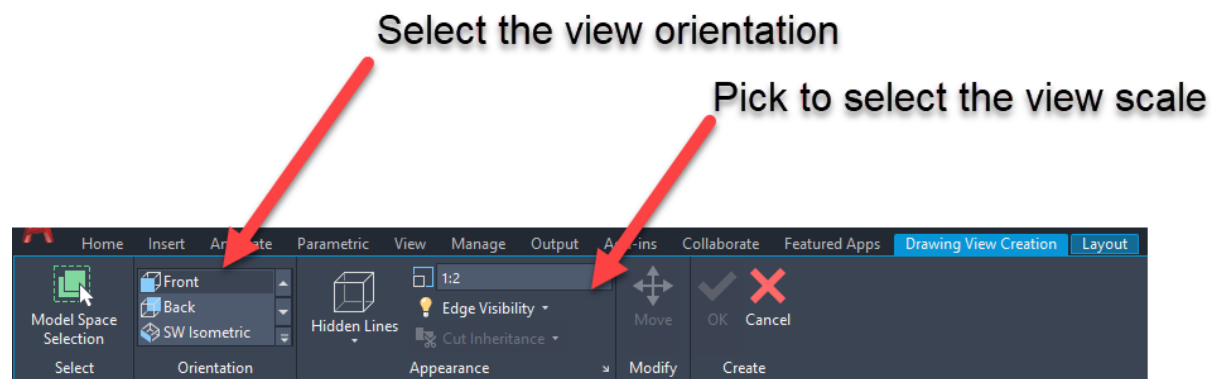 Select the view orientation
Pick to select the view scale
Home Insert Parametric View Manage Output Collaborate Featured Apps Drawing View Creation Layout
Front
1:2
Back
Edge Visibility
Model Space
Selection
SW Isometric
Hidden Lines
Cut Inheritance
Move
OK Cancel
Select Orientation Appearance Modify Create